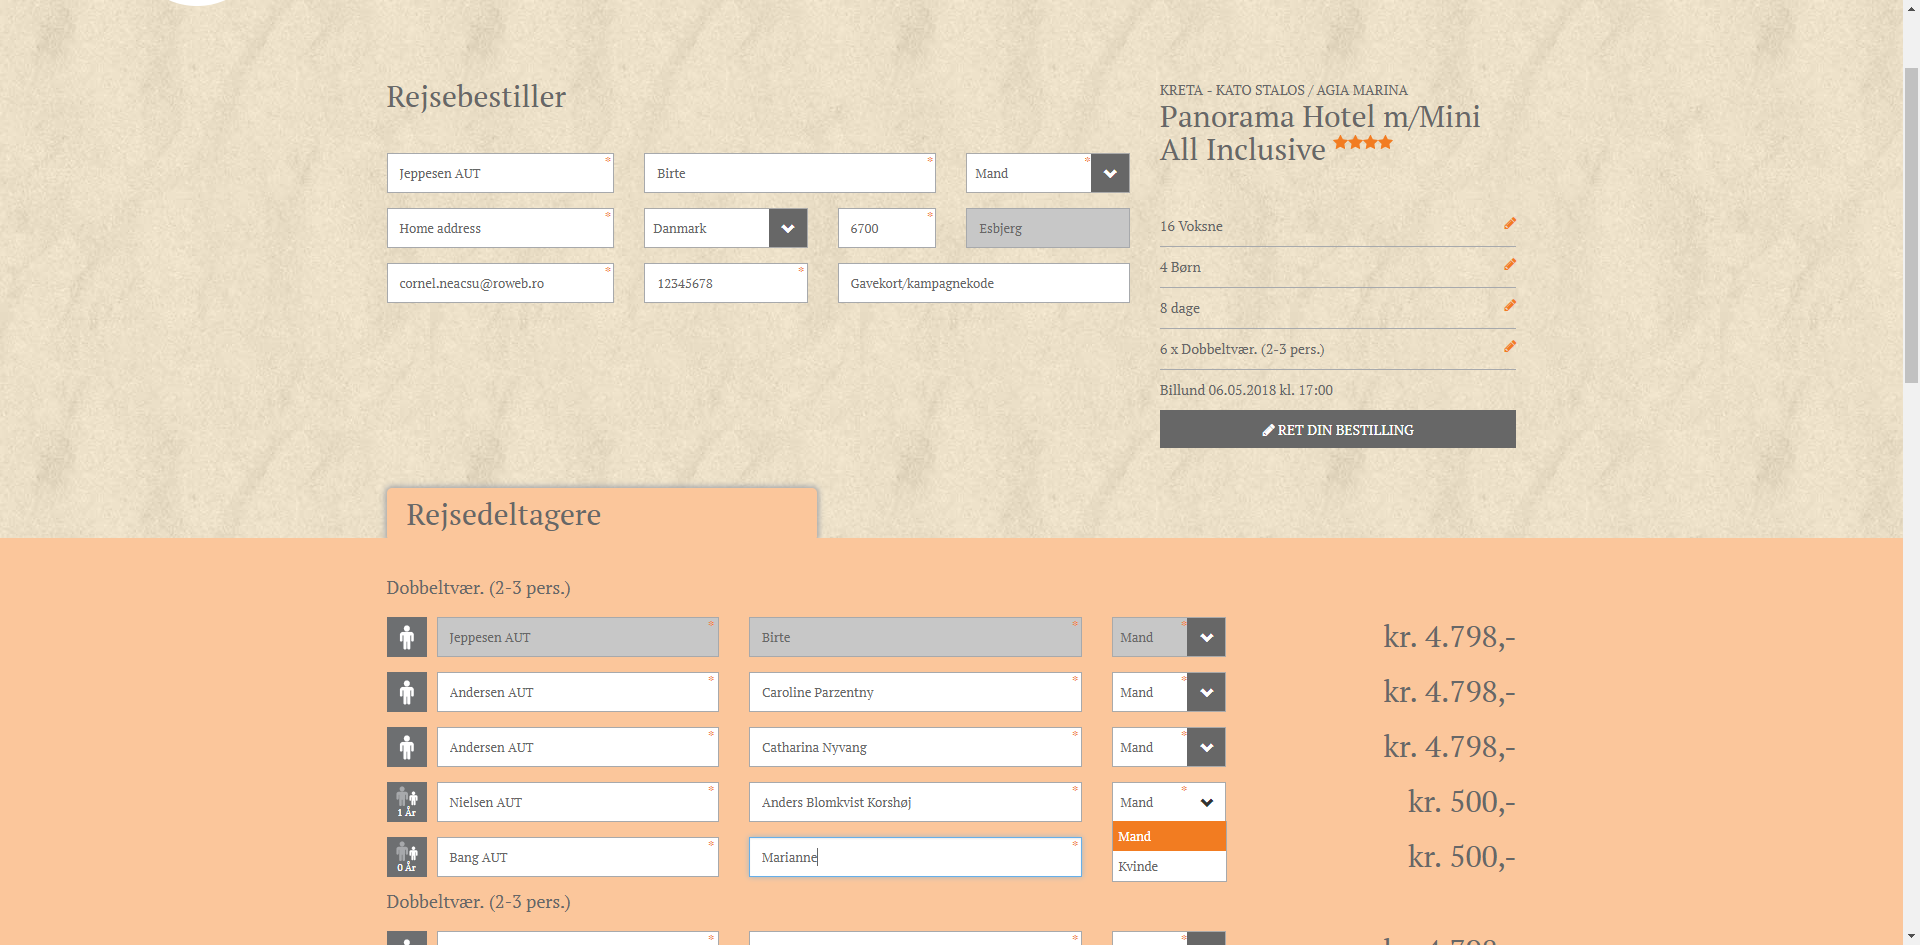 Rejsebestiller
Jeppesen AUT * Birte * Mand *
Home address * Danmark 6700 * Esbjerg
cornel.neacsu@roweb.ro * 12345678 * Gavekort/kampagnekode
KRETA - KATO STALOS / AGIA MARINA
Panorama Hotel m/Mini
All Inclusive
16 Voksne
4 Børn
8 dage
6 x Dobbeltvær. (2-3 pers.)
Billund 06.05.2018 kl. 17:00
RET DIN BESTILLING
Rejsedeltagere
Dobbeltvær. (2-3 pers.)
Jeppesen AUT * Birte * Mand * kr. 4.798,-
Andersen AUT * Caroline Parzentny * Mand * kr. 4.798,-
Andersen AUT * Catharina Nyvang * Mand * kr. 4.798,-
1 År Nielsen AUT * Anders Blomkvist Korshøj * Mand * kr. 500,-
Mand
0 År Bang AUT * Marianne * kr. 500,-
Kvinde
Dobbeltvær. (2-3 pers.)
* * *